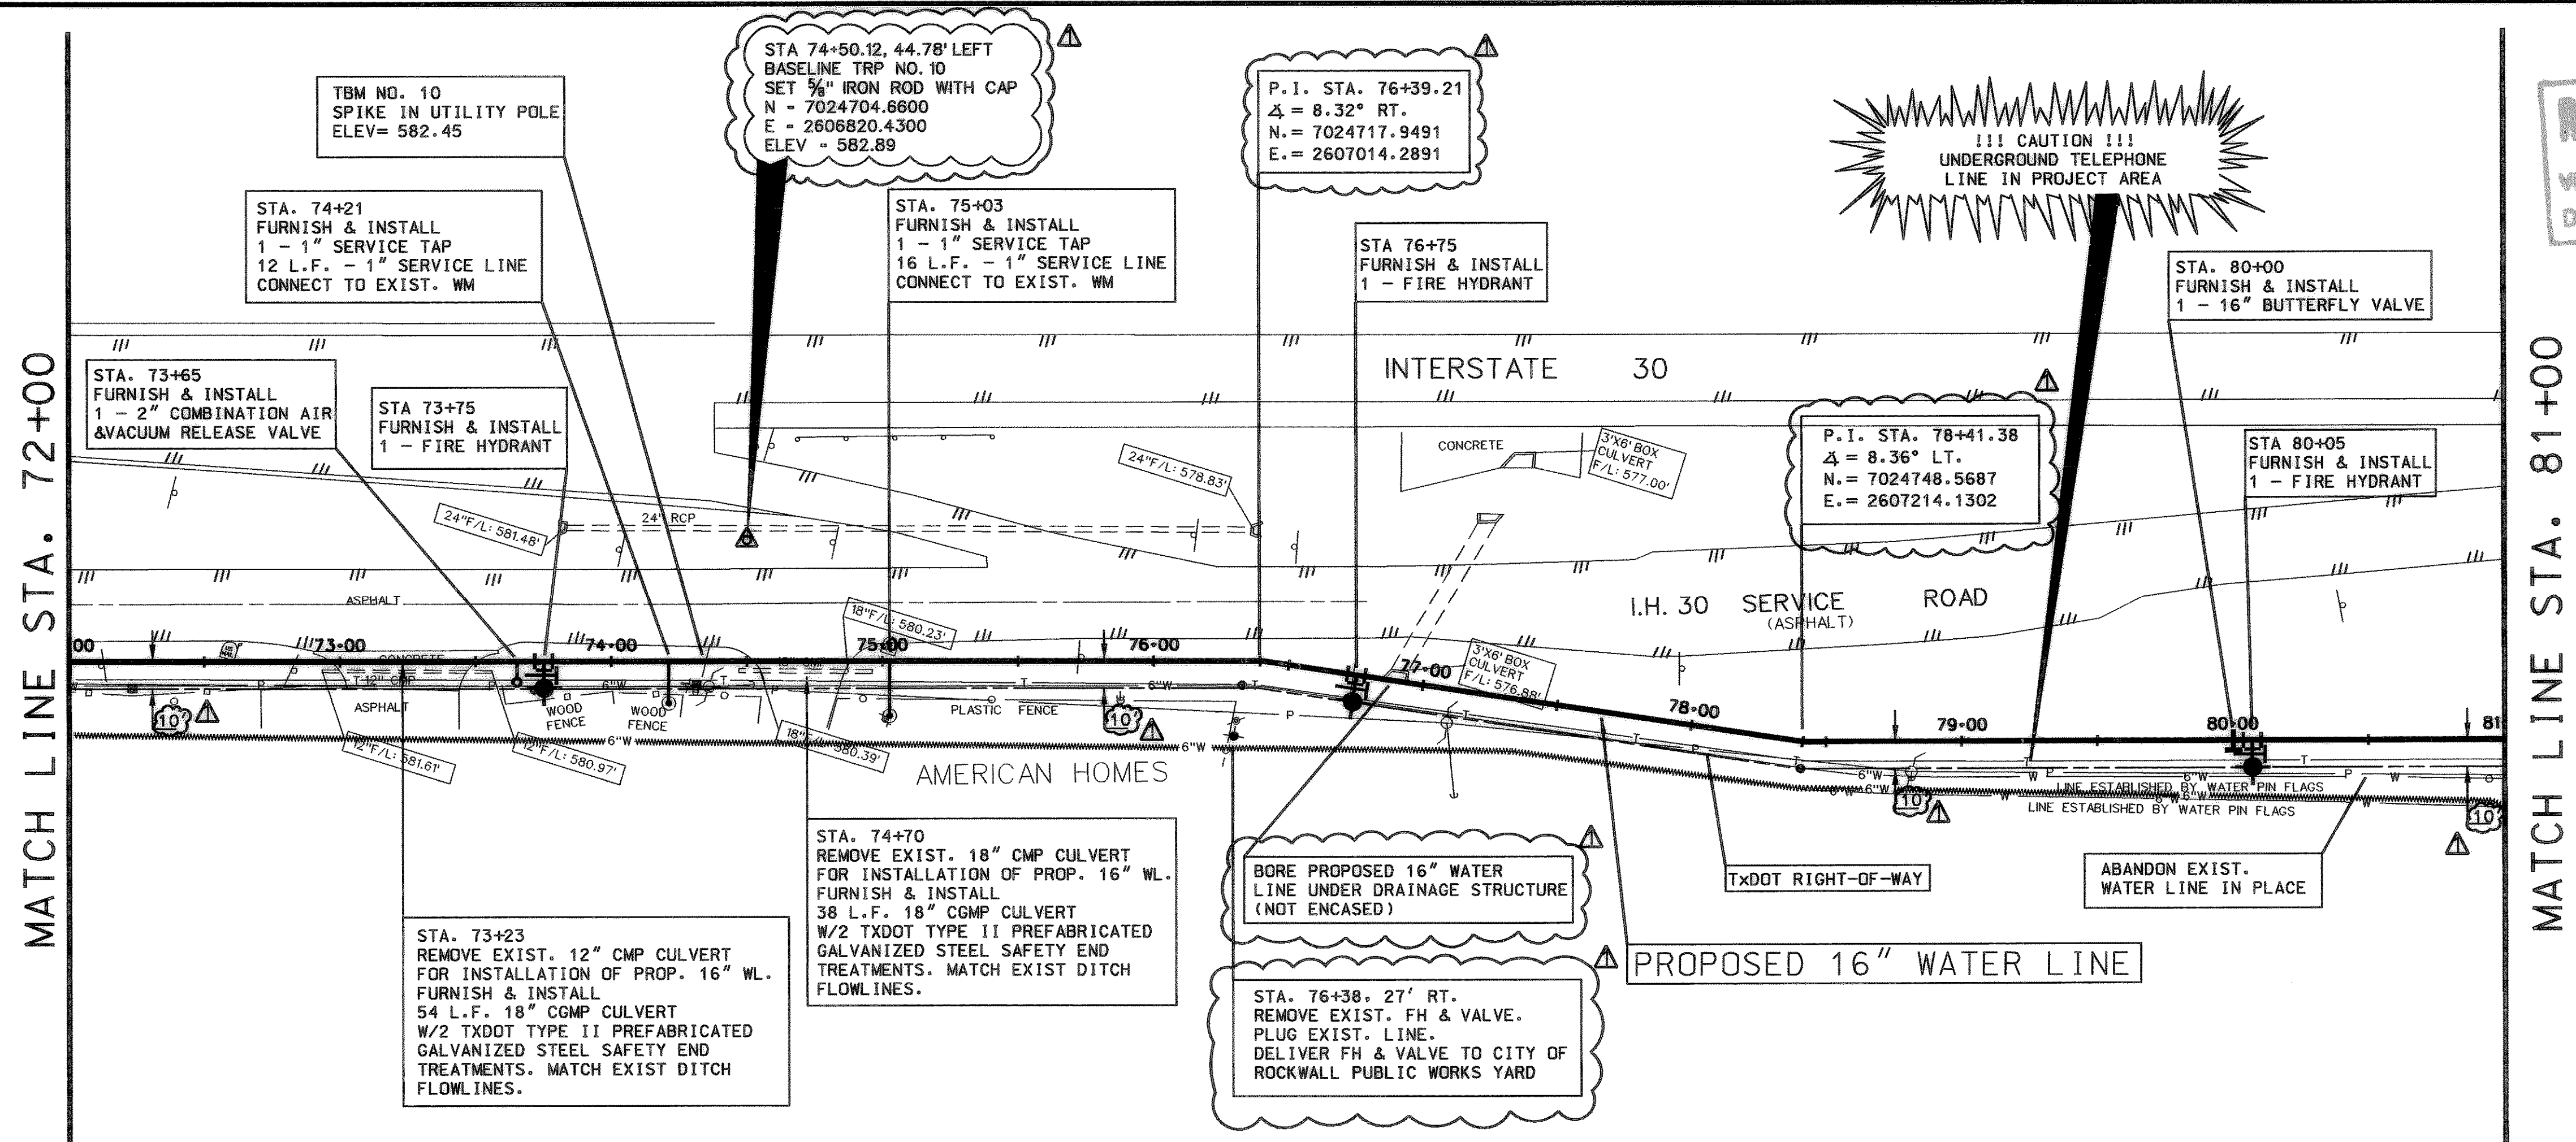 MATCH LINE STA. 72+00
TBM NO. 10
SPIKE IN UTILITY POLE
ELEV= 582.45
STA 74+50.12, 44.78' LEFT
BASELINE TRP NO. 10
SET 5/8" IRON ROD WITH CAP
N - 7024704.6600
E - 2606820.4300
ELEV - 582.89
P.I. STA. 76+39.21
∡ = 8.32° RT.
N.= 7024717.9491
E.= 2607014.2891
!!! CAUTION !!!
UNDERGROUND TELEPHONE
LINE IN PROJECT AREA
STA. 74+21
FURNISH & INSTALL
1 - 1" SERVICE TAP
12 L.F. - 1" SERVICE LINE
CONNECT TO EXIST. WM
STA. 75+03
FURNISH & INSTALL
1 - 1" SERVICE TAP
16 L.F. - 1" SERVICE LINE
CONNECT TO EXIST. WM
STA 76+75
FURNISH & INSTALL
1 - FIRE HYDRANT
STA. 80+00
FURNISH & INSTALL
1 - 16" BUTTERFLY VALVE
STA. 73+65
FURNISH & INSTALL
1 - 2" COMBINATION AIR
&VACUUM RELEASE VALVE
STA 73+75
FURNISH & INSTALL
1 - FIRE HYDRANT
INTERSTATE 30
P.I. STA. 78+41.38
∡ = 8.36° LT.
N.= 7024748.5687
E.= 2607214.1302
STA 80+05
FURNISH & INSTALL
1 - FIRE HYDRANT
CONCRETE
3'X6' BOX
CULVERT
F/L: 577.00'
24"F/L: 578.83'
24"F/L: 581.48'
24" RCP
ASPHALT
18"F/L: 580.23'
I.H. 30 SERVICE ROAD
(ASPHALT)
00 73+00 74+00 75+00 76+00 77+00 78+00 79+00 80+00 81
CONCRETE
T-12" CMP
ASPHALT
6"W
6"W
WOOD
FENCE
WOOD
FENCE
PLASTIC FENCE
3'X6' BOX
CULVERT
F/L: 576.88'
10'
10'
10'
10'
12"F/L: 581.61'
12"F/L: 580.97'
18"F/L: 580.39'
6"W
6"W
6"W
6"W
6"W
AMERICAN HOMES
LINE ESTABLISHED BY WATER PIN FLAGS
LINE ESTABLISHED BY WATER PIN FLAGS
STA. 73+23
REMOVE EXIST. 12" CMP CULVERT
FOR INSTALLATION OF PROP. 16" WL.
FURNISH & INSTALL
54 L.F. 18" CGMP CULVERT
W/2 TXDOT TYPE II PREFABRICATED
GALVANIZED STEEL SAFETY END
TREATMENTS. MATCH EXIST DITCH
FLOWLINES.
STA. 74+70
REMOVE EXIST. 18" CMP CULVERT
FOR INSTALLATION OF PROP. 16" WL.
FURNISH & INSTALL
38 L.F. 18" CGMP CULVERT
W/2 TXDOT TYPE II PREFABRICATED
GALVANIZED STEEL SAFETY END
TREATMENTS. MATCH EXIST DITCH
FLOWLINES.
BORE PROPOSED 16" WATER
LINE UNDER DRAINAGE STRUCTURE
(NOT ENCASED)
STA. 76+38, 27' RT.
REMOVE EXIST. FH & VALVE.
PLUG EXIST. LINE.
DELIVER FH & VALVE TO CITY OF
ROCKWALL PUBLIC WORKS YARD
TxDOT RIGHT-OF-WAY
ABANDON EXIST.
WATER LINE IN PLACE
PROPOSED 16" WATER LINE
MATCH LINE STA. 81+00